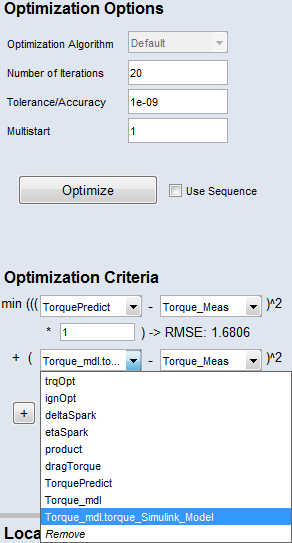 Optimization Options
Optimization Algorithm Default
Number of Iterations 20
Tolerance/Accuracy 1e-09
Multistart 1
Optimize Use Sequence
Optimization Criteria
min ((( TorquePredict - Torque_Meas )^2
* 1 ) -> RMSE: 1.6806
+ ( Torque_mdl.to... - Torque_Meas )^2
trqOpt
ignOpt
deltaSpark
+ etaSpark
product
dragTorque
TorquePredict
Torque_mdl
Torque_mdl.torque_Simulink_Model
Remove
Loca